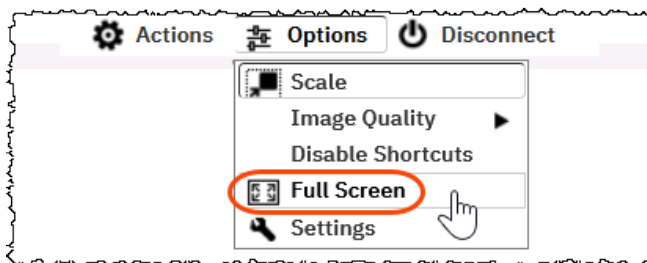 Actions Options Disconnect
Scale
Image Quality
Disable Shortcuts
Full Screen
Settings